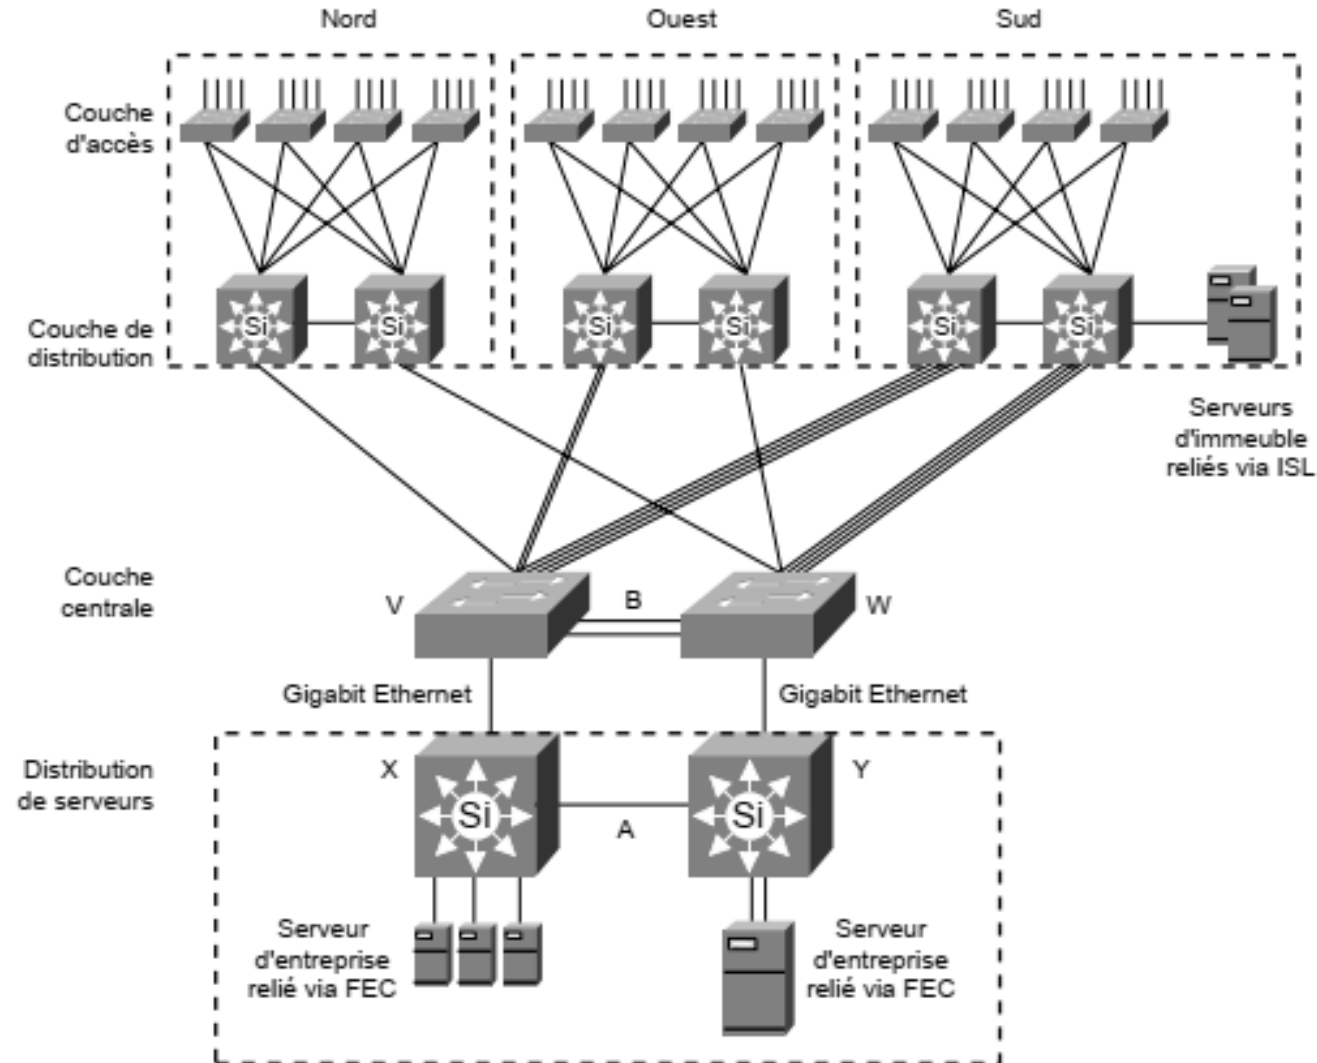 Nord
Ouest
Sud
Couche
d'accès
Si
Si
Si
Si
Si
Si
Couche de
distribution
Serveurs
d'immeuble
reliés via ISL
Couche
centrale
V
B
W
Gigabit Ethernet
Gigabit Ethernet
Distribution
de serveurs
X
Si
A
Si
Y
Serveur
d'entreprise
relié via FEC
Serveur
d'entreprise
relié via FEC